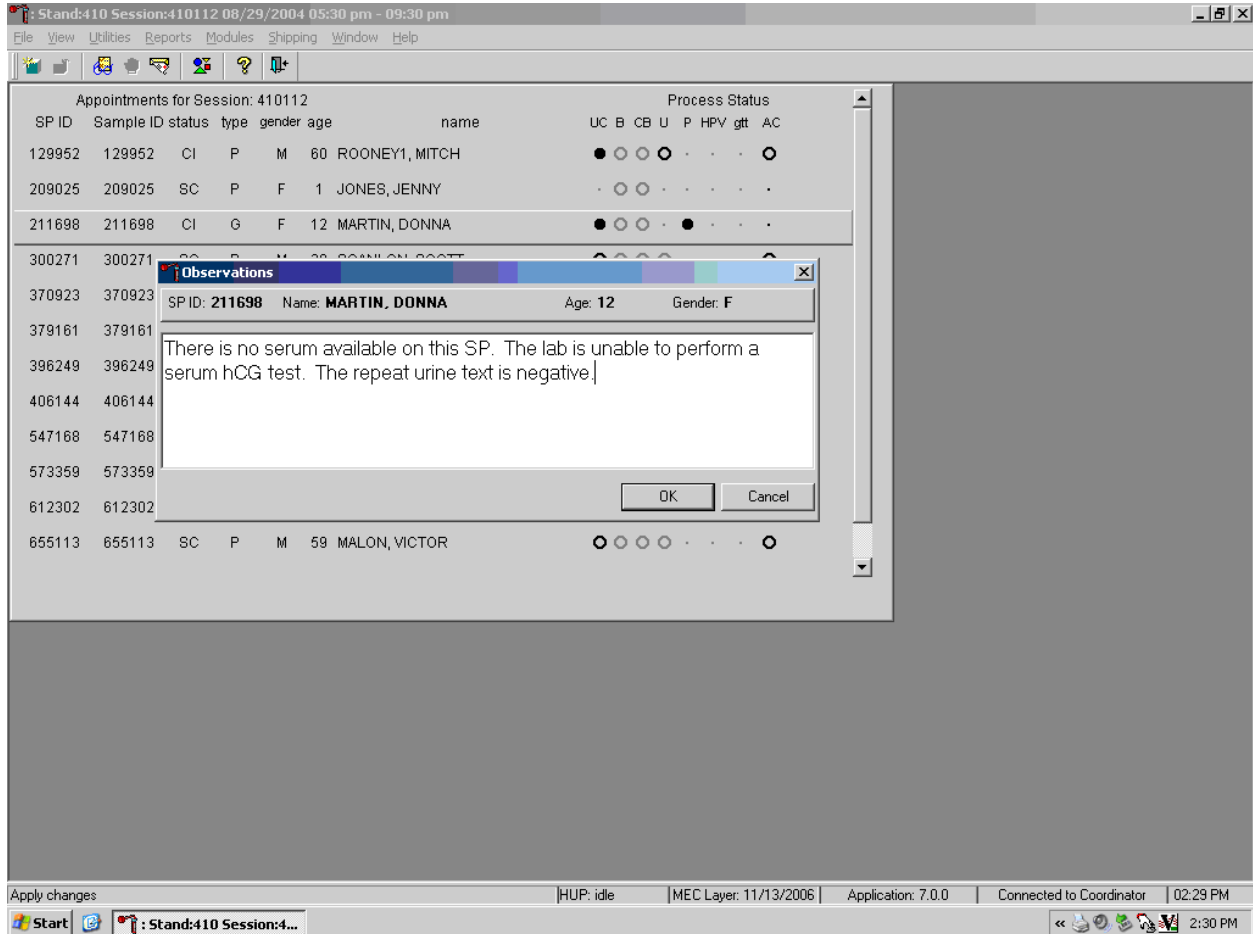 : Stand:410 Session:410112 08/29/2004 05:30 pm - 09:30 pm
File View Utilities Reports Modules Shipping Window Help
Appointments for Session: 410112 Process Status
SP ID Sample ID status type gender age name UC B CB U P HPV gtt AC
129952 129952 CI P M 60 ROONEY1, MITCH
209025 209025 SC P F 1 JONES, JENNY
211698 211698 CI G F 12 MARTIN, DONNA
300271 300271
Observations
370923 370923
SP ID: 211698 Name: MARTIN, DONNA Age: 12 Gender: F
379161 379161
There is no serum available on this SP. The lab is unable to perform a
396249 396249
serum hCG test. The repeat urine text is negative.
406144 406144
547168 547168
573359 573359
OK Cancel
612302 612302
655113 655113 SC P M 59 MALON, VICTOR
Apply changes HUP: idle MEC Layer: 11/13/2006 Application: 7.0.0 Connected to Coordinator 02:29 PM
Start : Stand:410 Session:4... « 2:30 PM